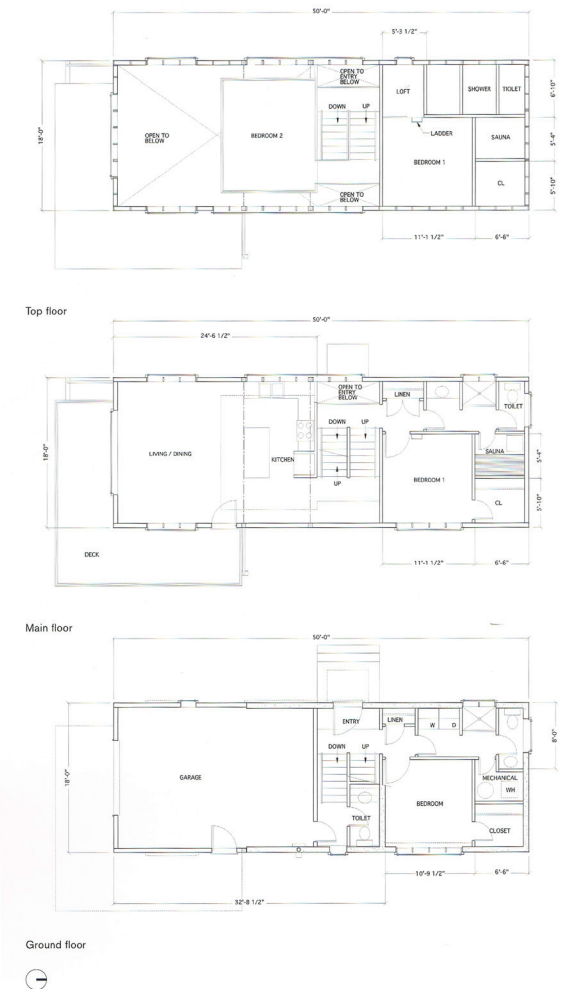 50'-0"
5'-3 1/2"
OPEN TO
ENTRY
BELOW
LOFT
SHOWER
TIOLET
6'-10"
DOWN
UP
18'-0"
OPEN TO
BELOW
BEDROOM 2
LADDER
SAUNA
5'-4"
BEDROOM 1
OPEN TO
BELOW
CL
5'-10"
11'-1 1/2"
6'-6"
Top floor
50'-0"
24'-6 1/2"
OPEN TO
ENTRY
BELOW
LINEN
TOILET
DOWN
UP
18'-0"
LIVING / DINING
KITCHEN
SAUNA
5'-4"
BEDROOM 1
UP
CL
5'-10"
DECK
11'-1 1/2"
6'-6"
Main floor
50'-0"
ENTRY
LINEN
W
D
8'-0"
DOWN
UP
18'-0"
GARAGE
MECHANICAL
WH
BEDROOM
TOILET
CLOSET
10'-9 1/2"
6'-6"
32'-8 1/2"
Ground floor